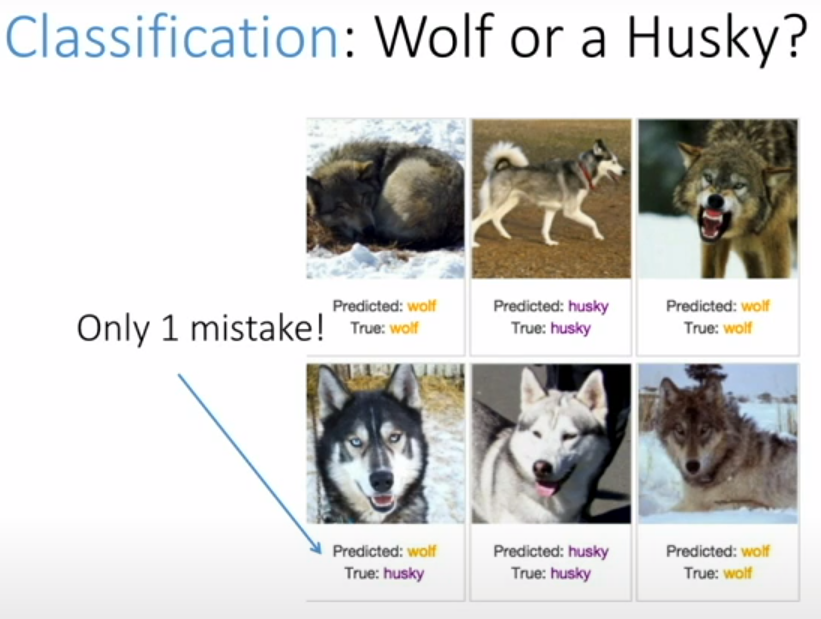 Classification: Wolf or a Husky?
Predicted: wolf
True: wolf
Predicted: husky
True: husky
Predicted: wolf
True: wolf
Only 1 mistake!
Predicted: wolf
True: husky
Predicted: husky
True: husky
Predicted: wolf
True: wolf